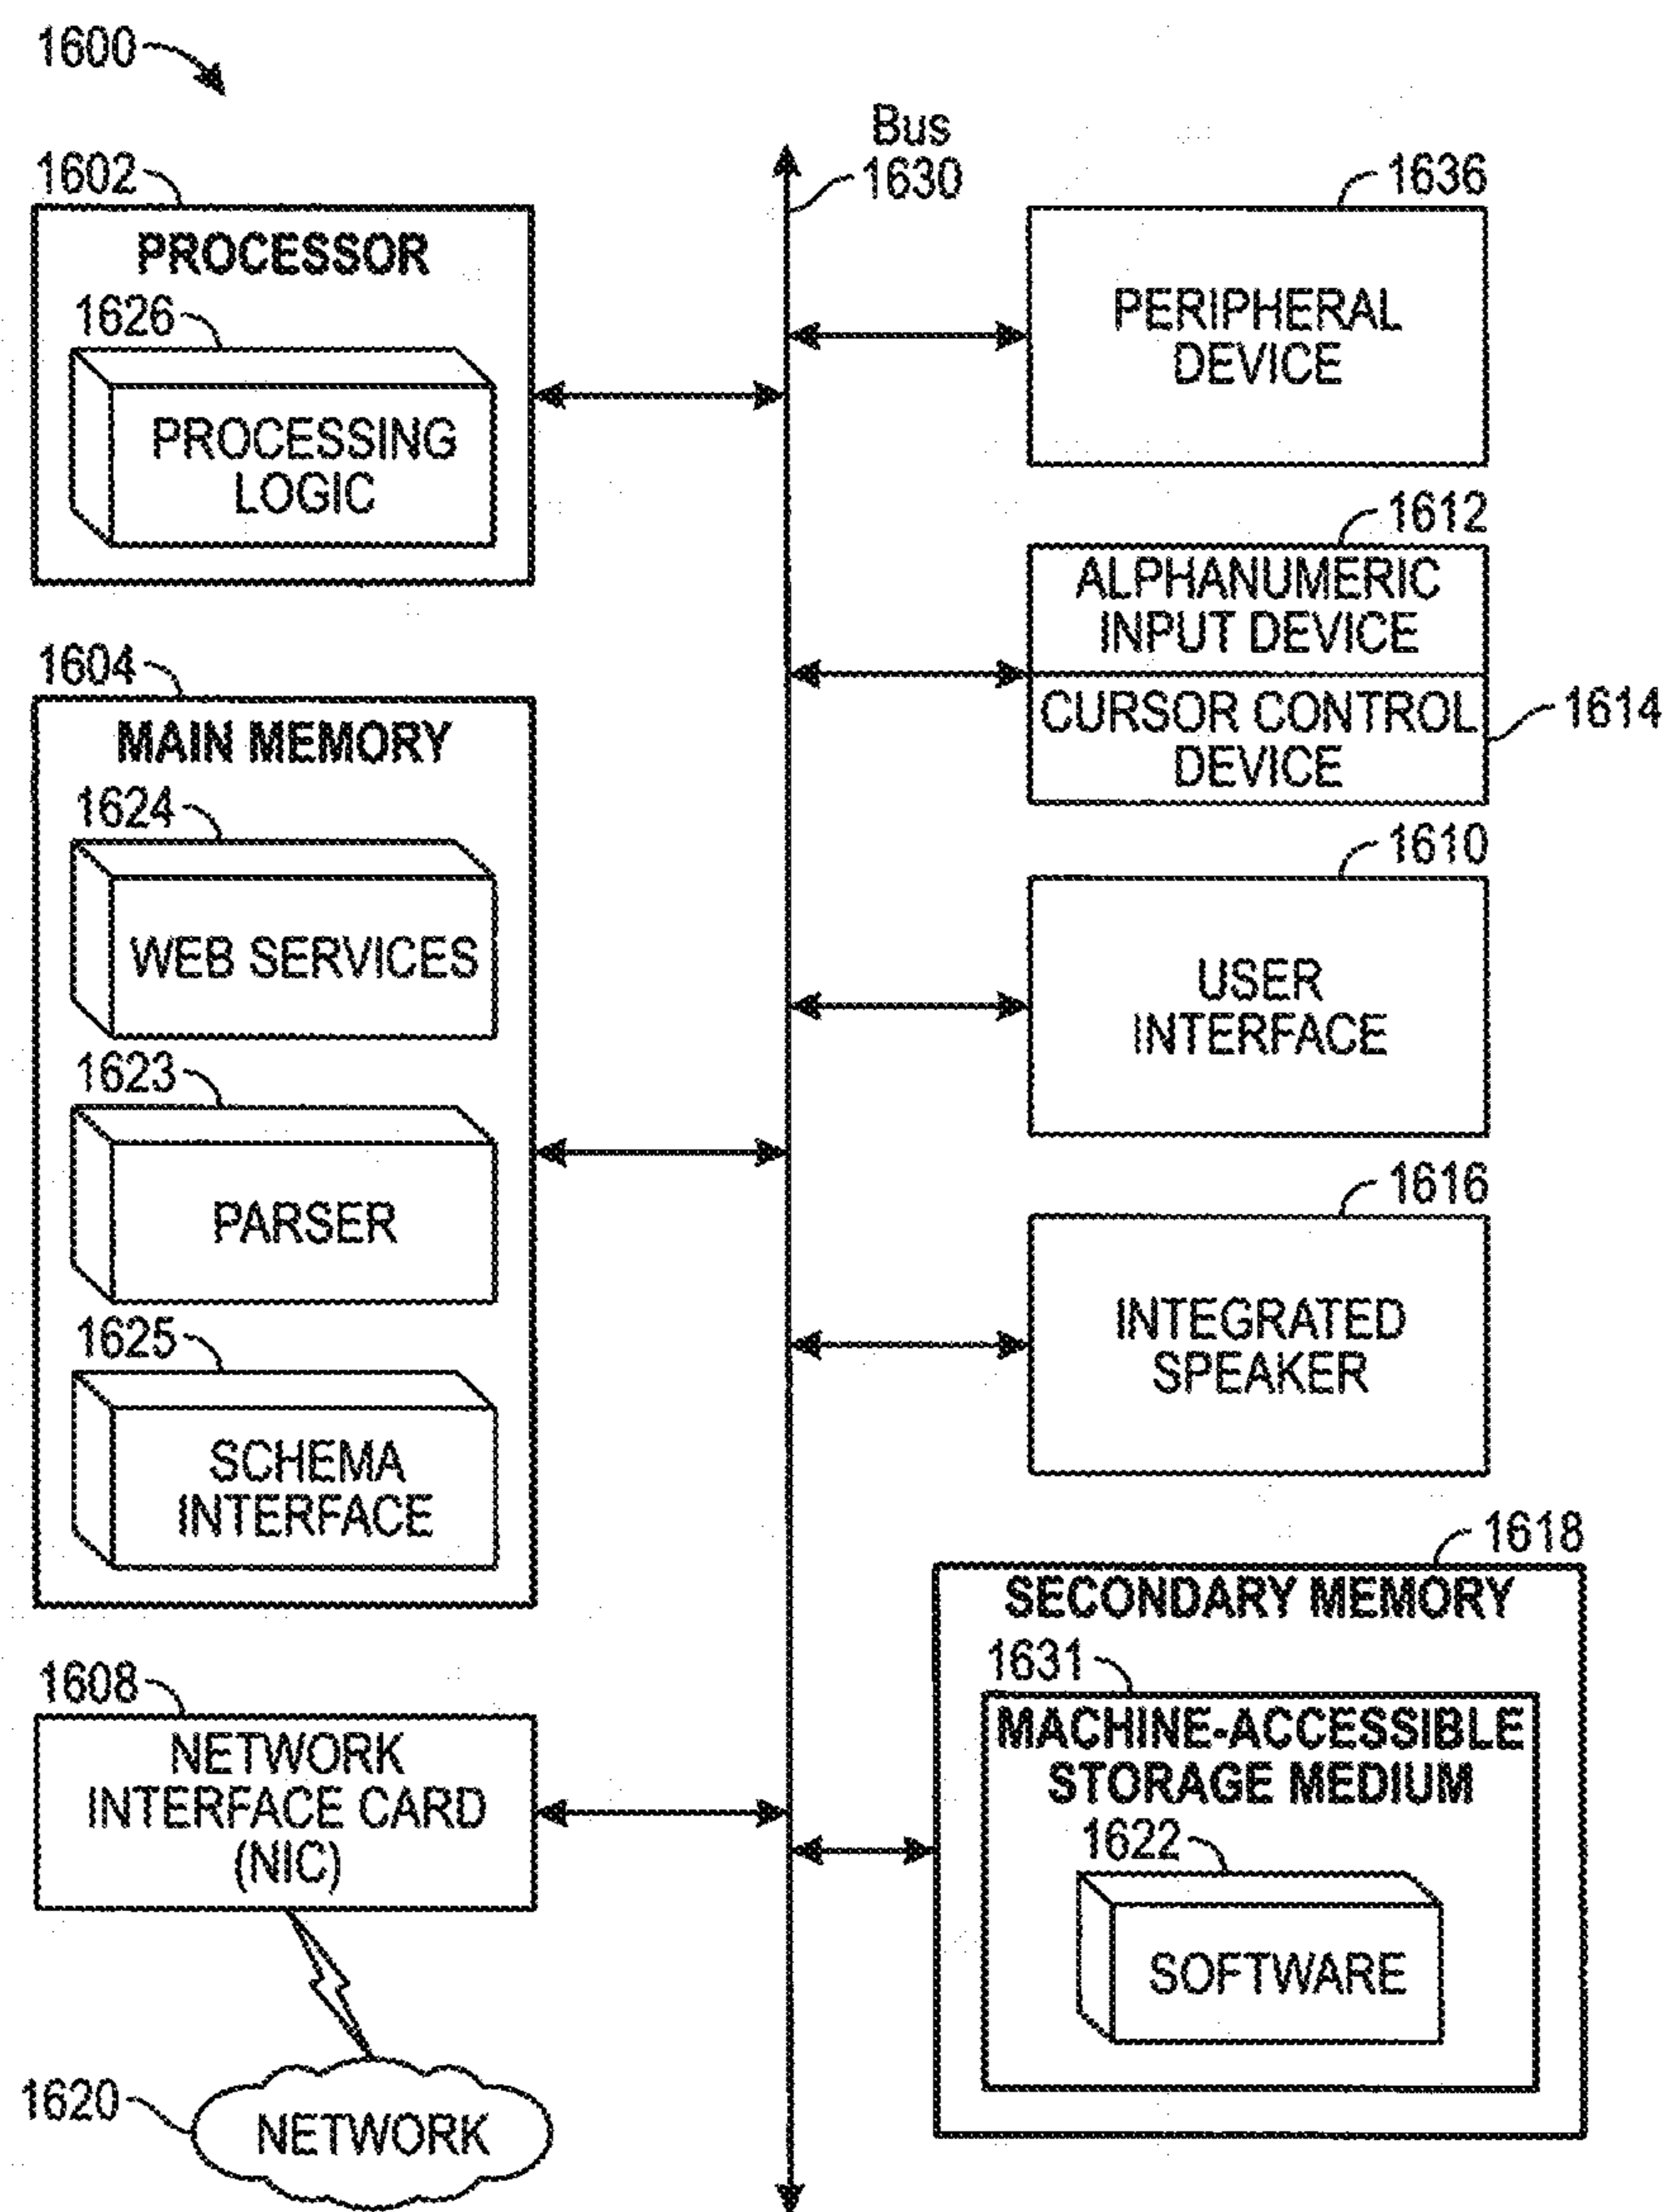 1600
Bus
1630
1602
PROCESSOR
1626
PROCESSING
LOGIC
1636
PERIPHERAL
DEVICE
1612
ALPHANUMERIC
INPUT DEVICE
CURSOR CONTROL
DEVICE
1614
1604
MAIN MEMORY
1624
WEB SERVICES
1623
PARSER
1625
SCHEMA
INTERFACE
1610
USER
INTERFACE
1616
INTEGRATED
SPEAKER
1618
SECONDARY MEMORY
1631
MACHINE-ACCESSIBLE
STORAGE MEDIUM
1622
SOFTWARE
1608
NETWORK
INTERFACE CARD
(NIC)
1620
NETWORK